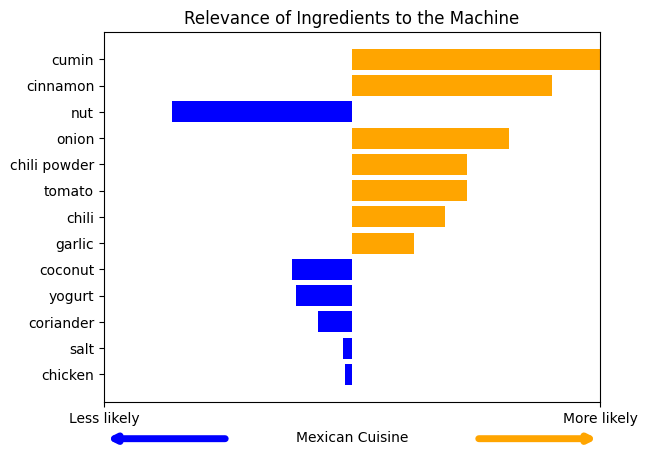 Relevance of Ingredients to the Machine
cumin
cinnamon
nut
onion
chili powder
tomato
chili
garlic
coconut
yogurt
coriander
salt
chicken
Less likely
More likely
Mexican Cuisine